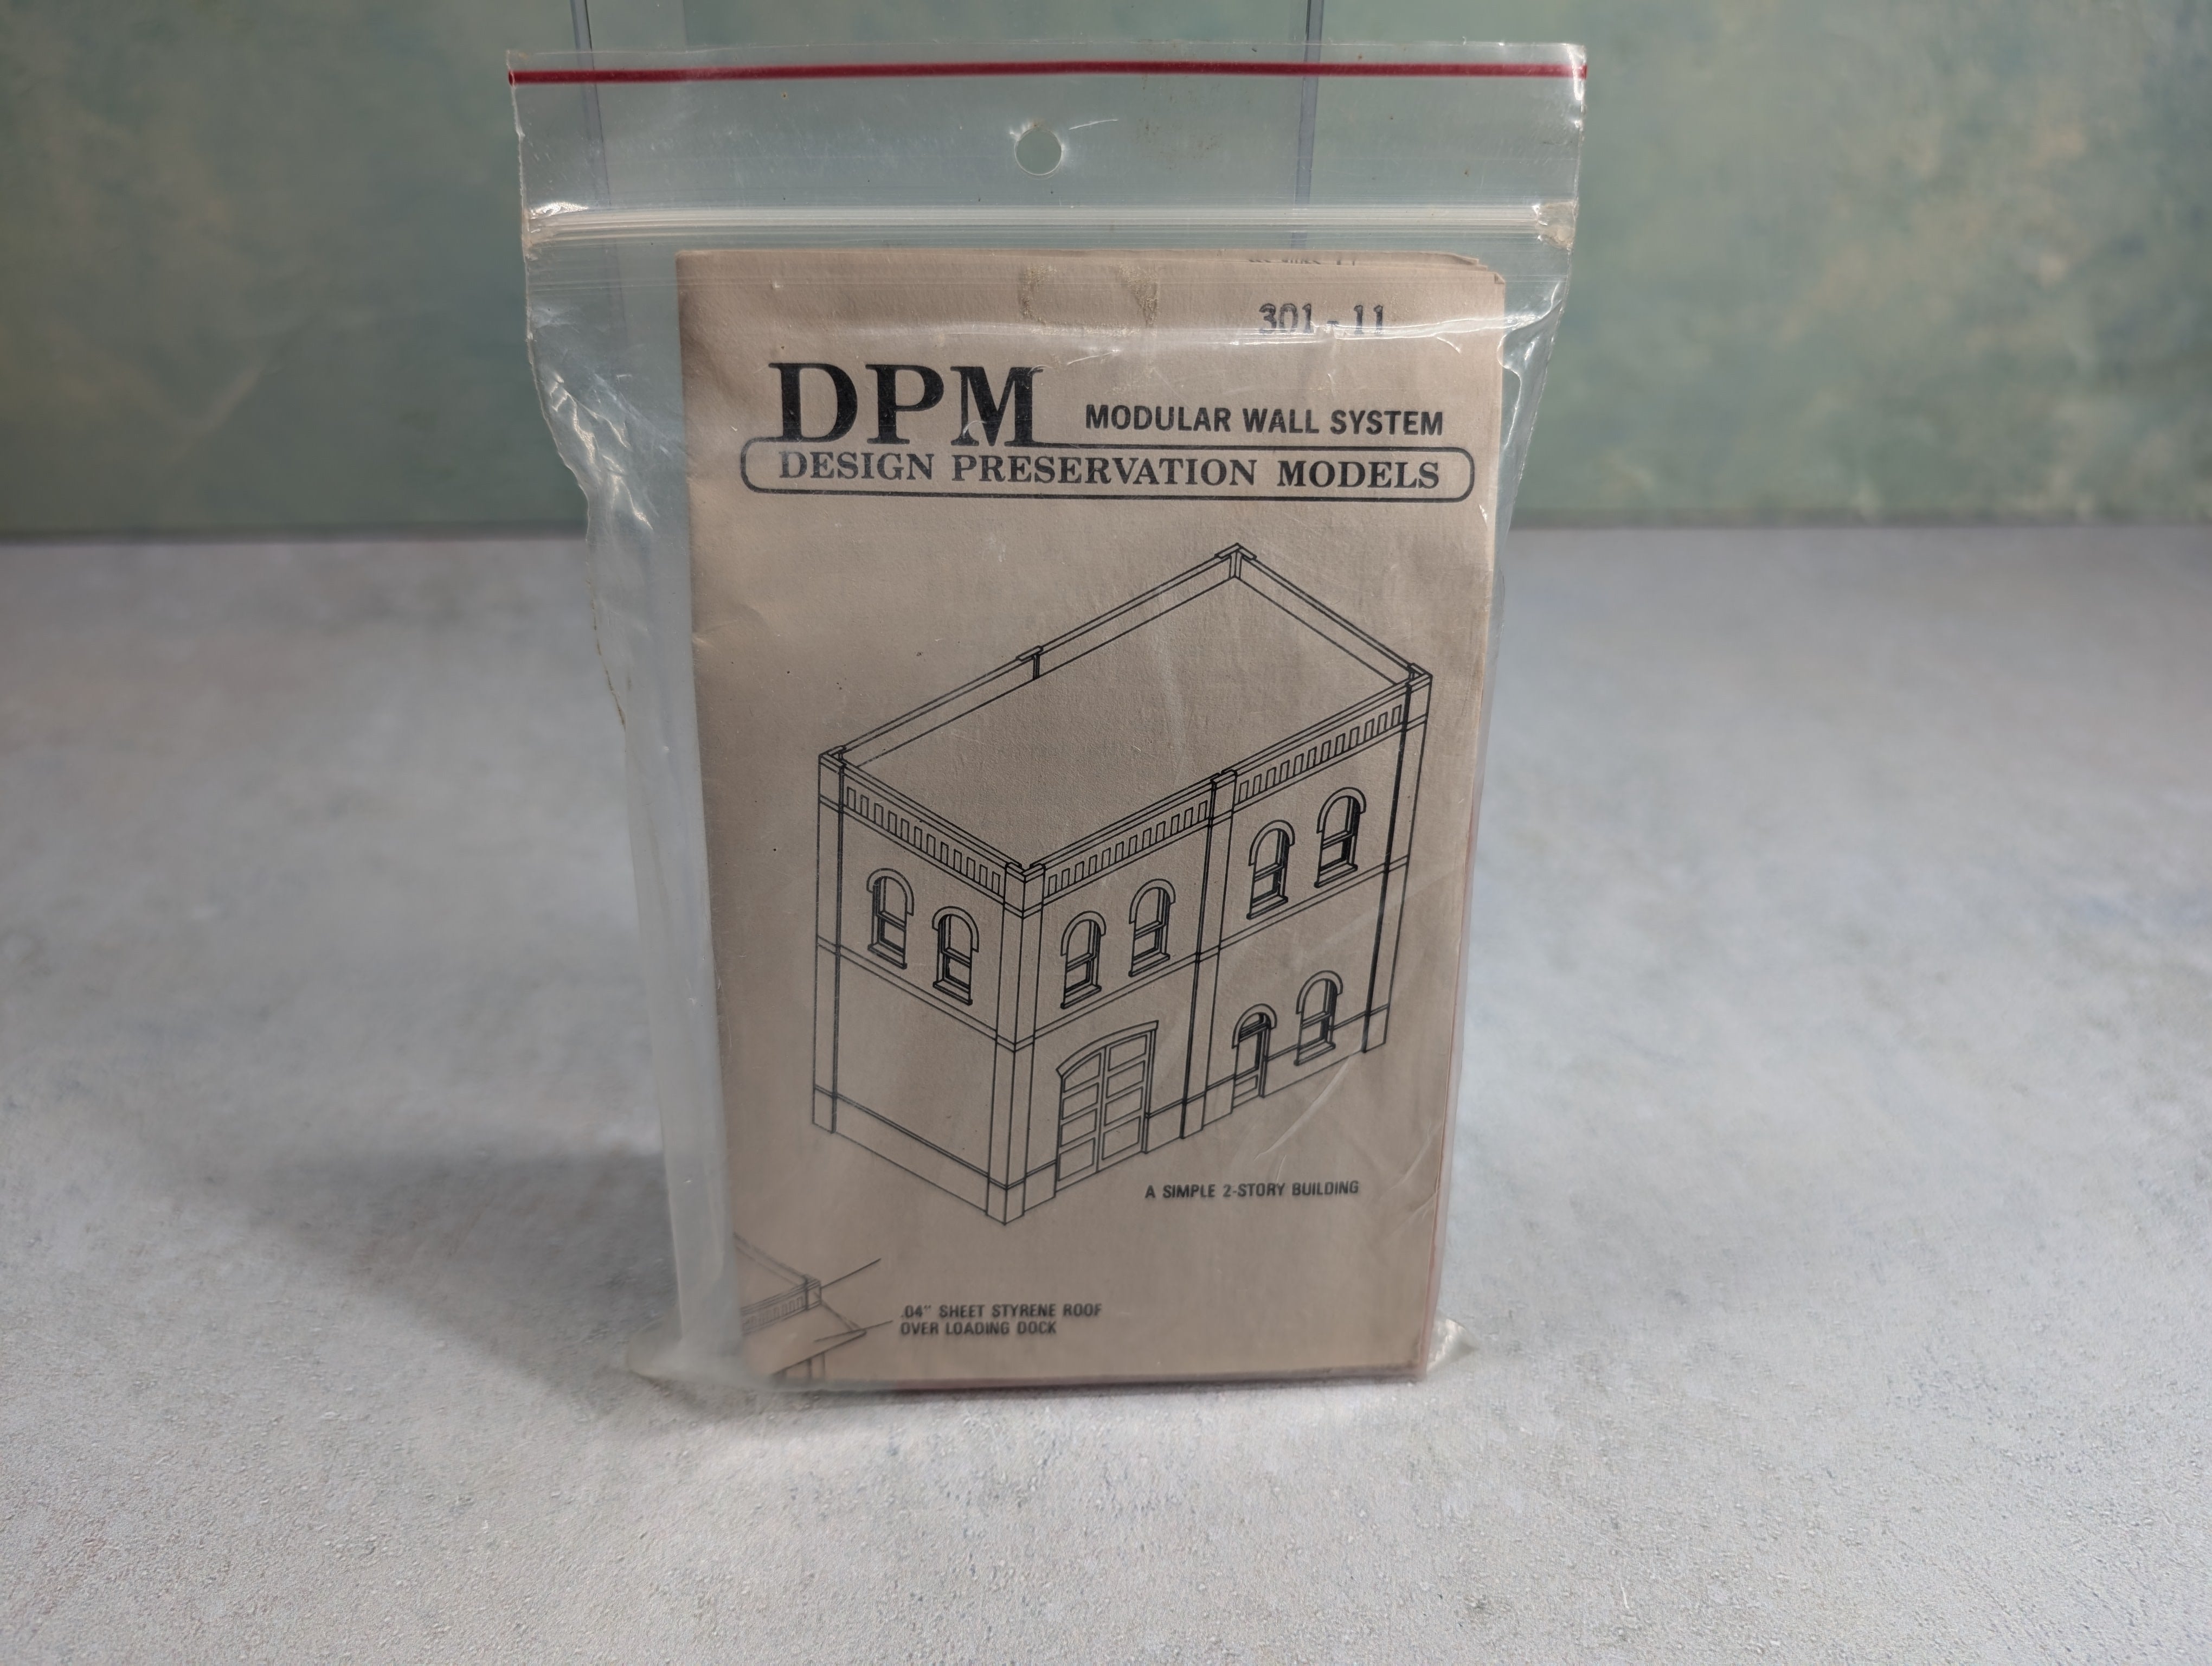 301-11
DPM MODULAR WALL SYSTEM
DESIGN PRESERVATION MODELS
A SIMPLE 2-STORY BUILDING
.04" SHEET STYRENE ROOF
OVER LOADING DOCK